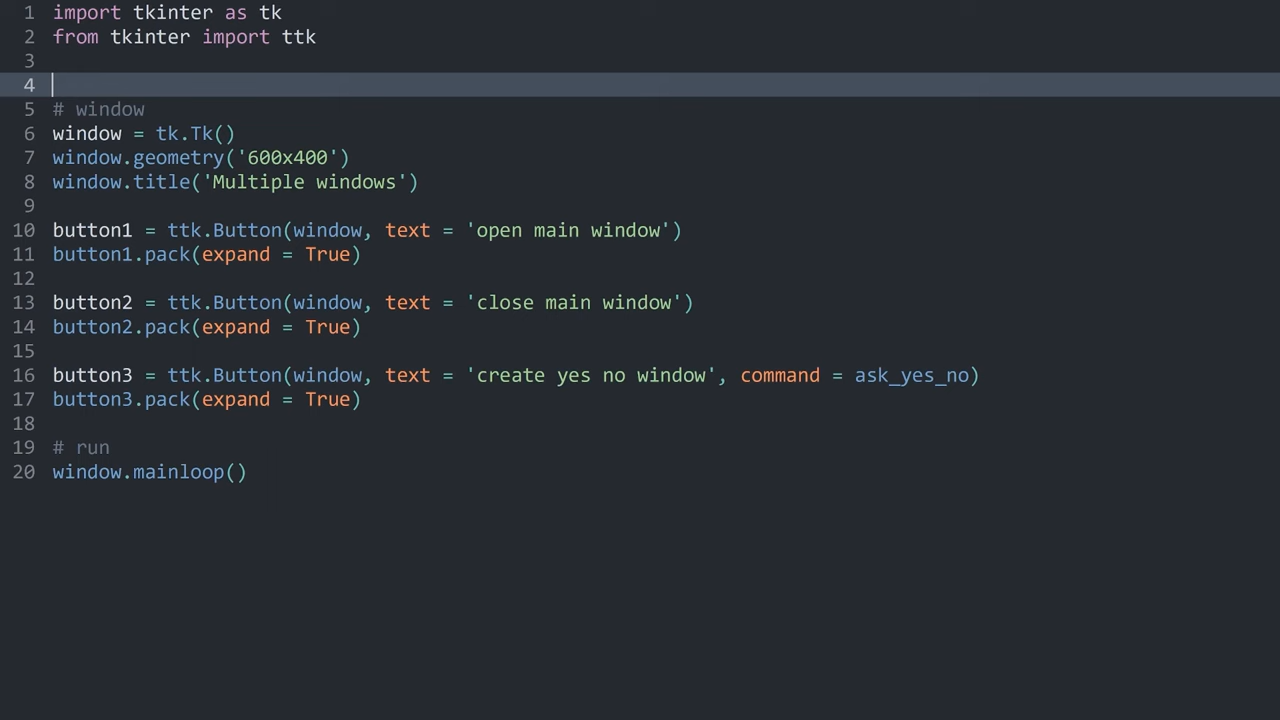 1 import tkinter as tk
2 from tkinter import ttk
3
4
5 # window
6 window = tk.Tk()
7 window.geometry('600x400')
8 window.title('Multiple windows')
9
10 button1 = ttk.Button(window, text = 'open main window')
11 button1.pack(expand = True)
12
13 button2 = ttk.Button(window, text = 'close main window')
14 button2.pack(expand = True)
15
16 button3 = ttk.Button(window, text = 'create yes no window', command = ask_yes_no)
17 button3.pack(expand = True)
18
19 # run
20 window.mainloop()